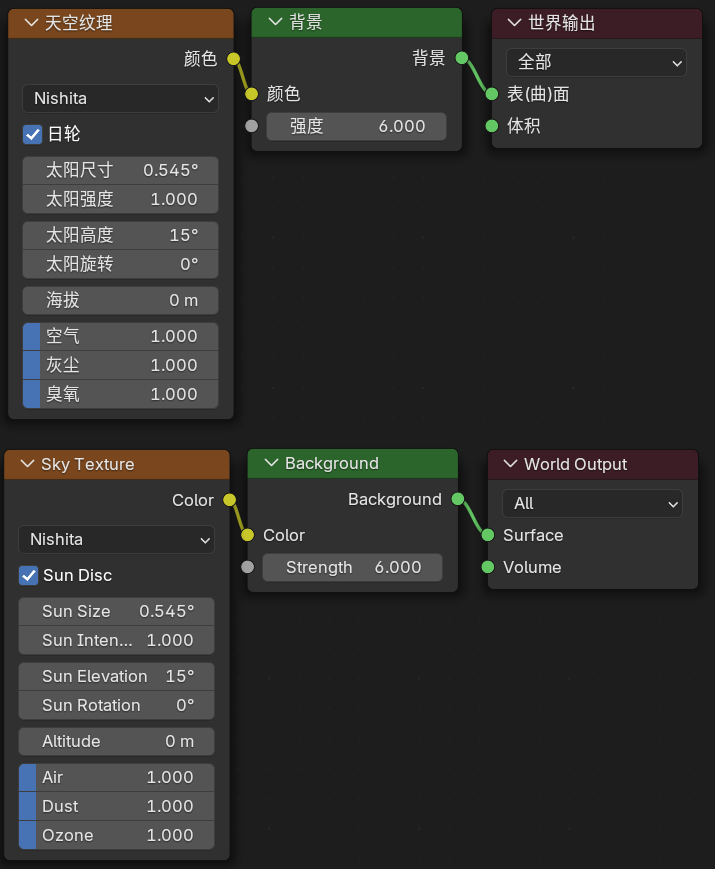 天空纹理
颜色
Nishita
日轮
太阳尺寸 0.545°
太阳强度 1.000
太阳高度 15°
太阳旋转 0°
海拔 0 m
空气 1.000
灰尘 1.000
臭氧 1.000
背景
背景
颜色
强度 6.000
世界输出
全部
表(曲)面
体积
Sky Texture
Color
Nishita
Sun Disc
Sun Size 0.545°
Sun Inten... 1.000
Sun Elevation 15°
Sun Rotation 0°
Altitude 0 m
Air 1.000
Dust 1.000
Ozone 1.000
Background
Background
Color
Strength 6.000
World Output
All
Surface
Volume